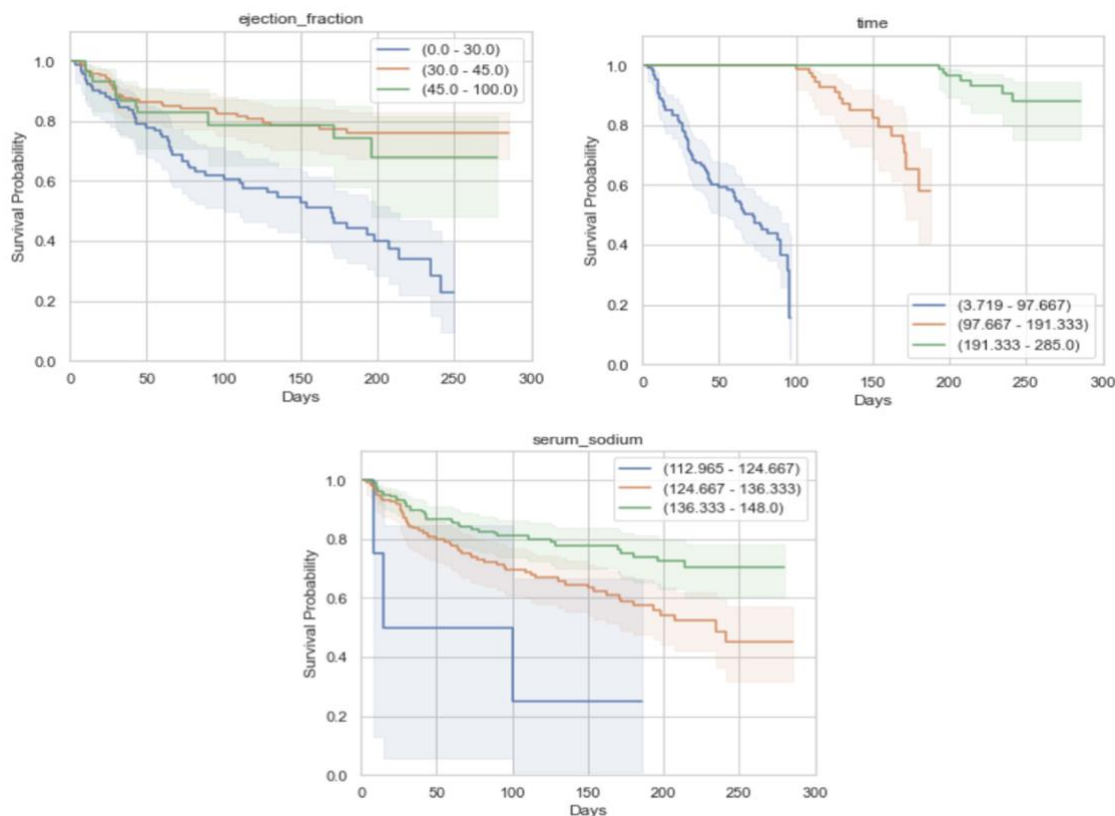 ejection_fraction
(0.0 - 30.0)
(30.0 - 45.0)
(45.0 - 100.0)
1.0
0.8
0.6
0.4
0.2
0.0
Survival Probability
0 50 100 150 200 250 300
Days
time
(3.719 - 97.667)
(97.667 - 191.333)
(191.333 - 285.0)
1.0
0.8
0.6
0.4
0.2
0.0
Survival Probability
0 50 100 150 200 250 300
Days
serum_sodium
(112.965 - 124.667)
(124.667 - 136.333)
(136.333 - 148.0)
1.0
0.8
0.6
0.4
0.2
0.0
Survival Probability
0 50 100 150 200 250 300
Days